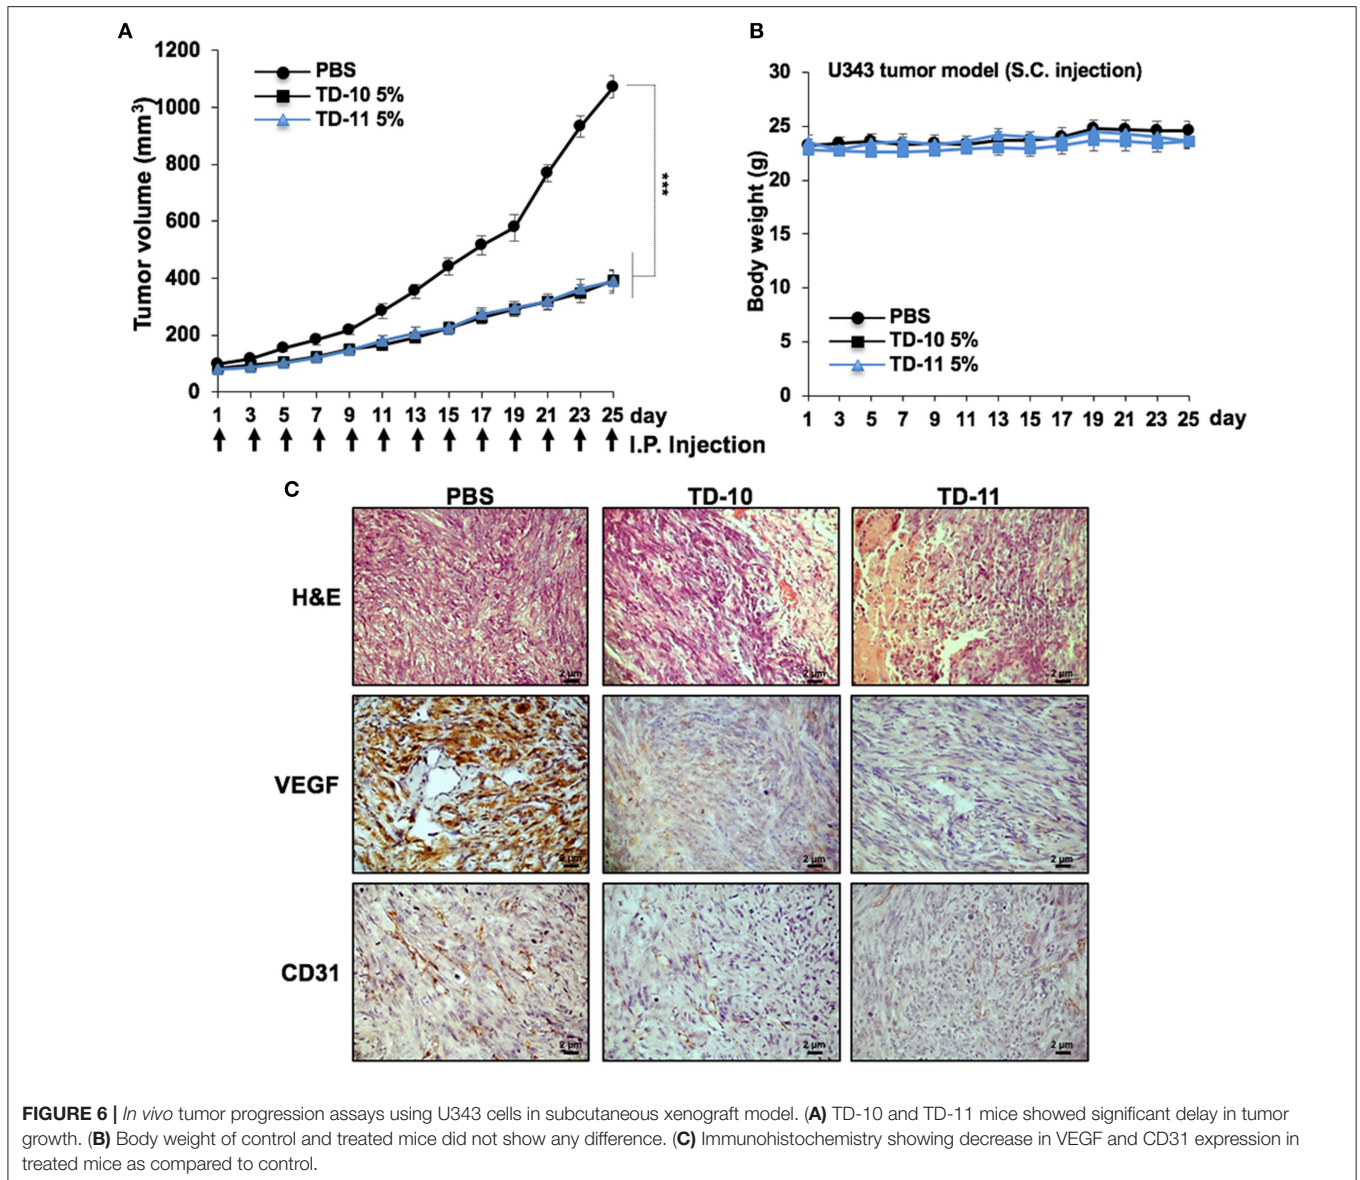 A
1200
1000
800
600
400
200
0
Tumor volume (mm³)
PBS
TD-10 5%
TD-11 5%
***
1 3 5 7 9 11 13 15 17 19 21 23 25 day
I.P. Injection
B
30
25
20
15
10
5
0
Body weight (g)
U343 tumor model (S.C. injection)
PBS
TD-10 5%
TD-11 5%
1 3 5 7 9 11 13 15 17 19 21 23 25 day
C
PBS TD-10 TD-11
H&E
2 µm 2 µm 2 µm
VEGF
2 µm 2 µm 2 µm
CD31
2 µm 2 µm 2 µm
FIGURE 6 | In vivo tumor progression assays using U343 cells in subcutaneous xenograft model. (A) TD-10 and TD-11 mice showed significant delay in tumor
growth. (B) Body weight of control and treated mice did not show any difference. (C) Immunohistochemistry showing decrease in VEGF and CD31 expression in
treated mice as compared to control.